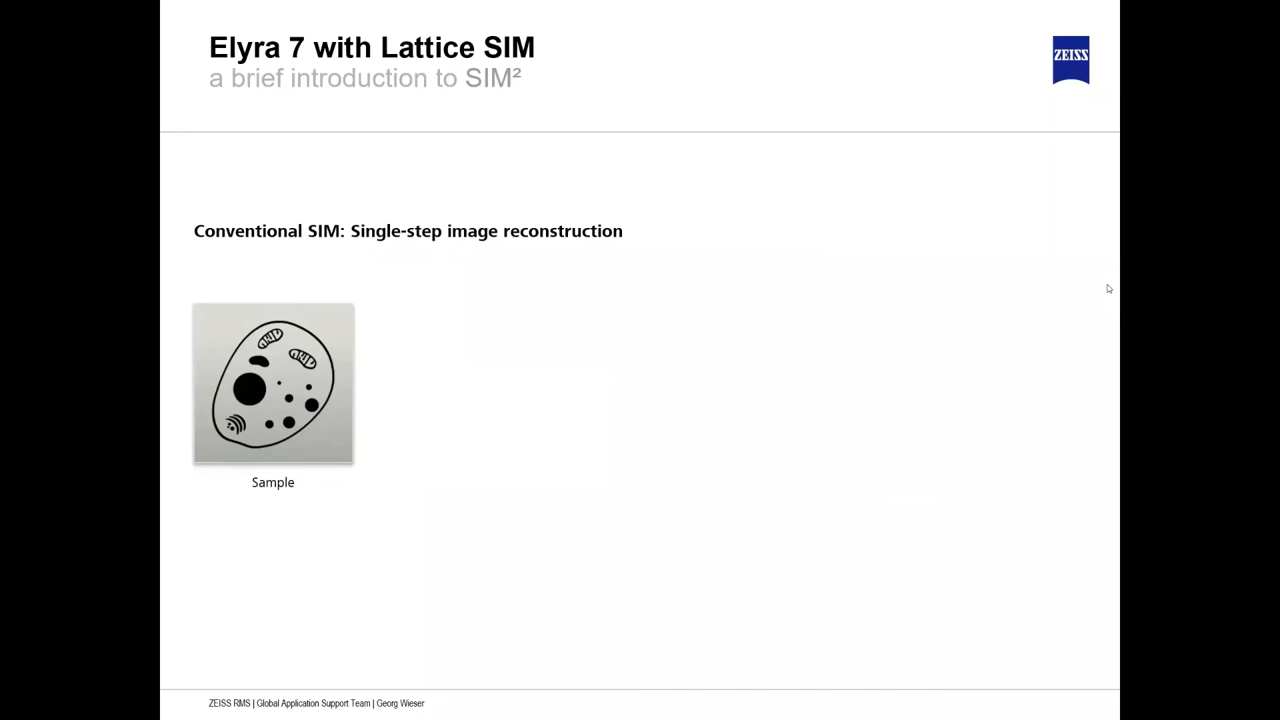 Elyra 7 with Lattice SIM
a brief introduction to SIM²
ZEISS
Conventional SIM: Single-step image reconstruction
Sample
ZEISS RMS | Global Application Support Team | Georg Wieser